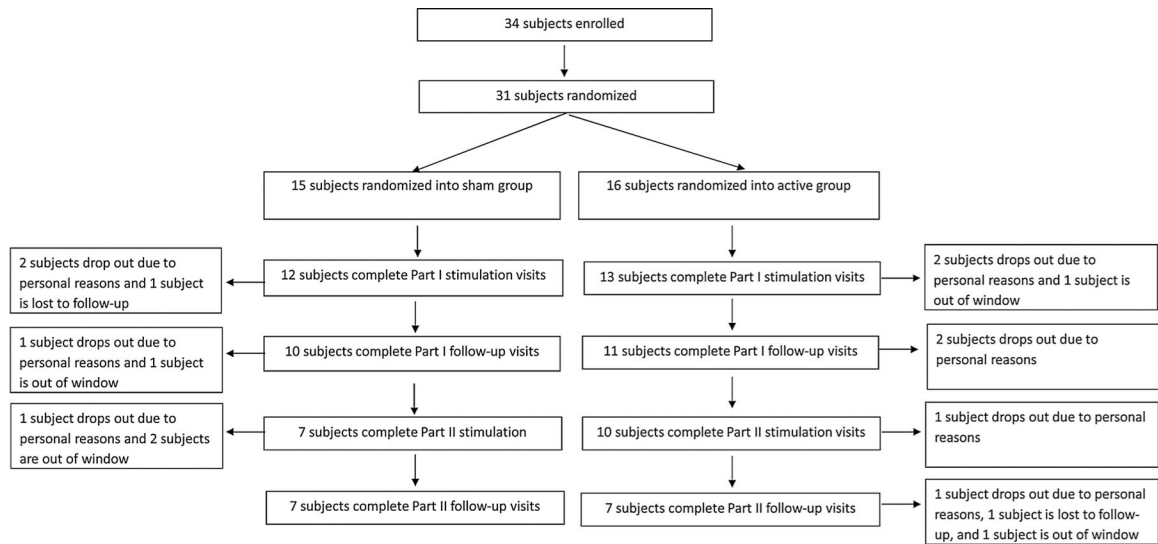 34 subjects enrolled
31 subjects randomized
15 subjects randomized into sham group
16 subjects randomized into active group
2 subjects drop out due to
personal reasons and 1 subject
is lost to follow-up
12 subjects complete Part I stimulation visits
13 subjects complete Part I stimulation visits
2 subjects drops out due to
personal reasons and 1 subject is
out of window
1 subject drops out due to
personal reasons and 1 subject
is out of window
10 subjects complete Part I follow-up visits
11 subjects complete Part I follow-up visits
2 subjects drops out due to
personal reasons
1 subject drops out due to
personal reasons and 2 subjects
are out of window
7 subjects complete Part II stimulation
10 subjects complete Part II stimulation visits
1 subject drops out due to personal
reasons
7 subjects complete Part II follow-up visits
7 subjects complete Part II follow-up visits
1 subject drops out due to personal
reasons, 1 subject is lost to follow-
up, and 1 subject is out of window